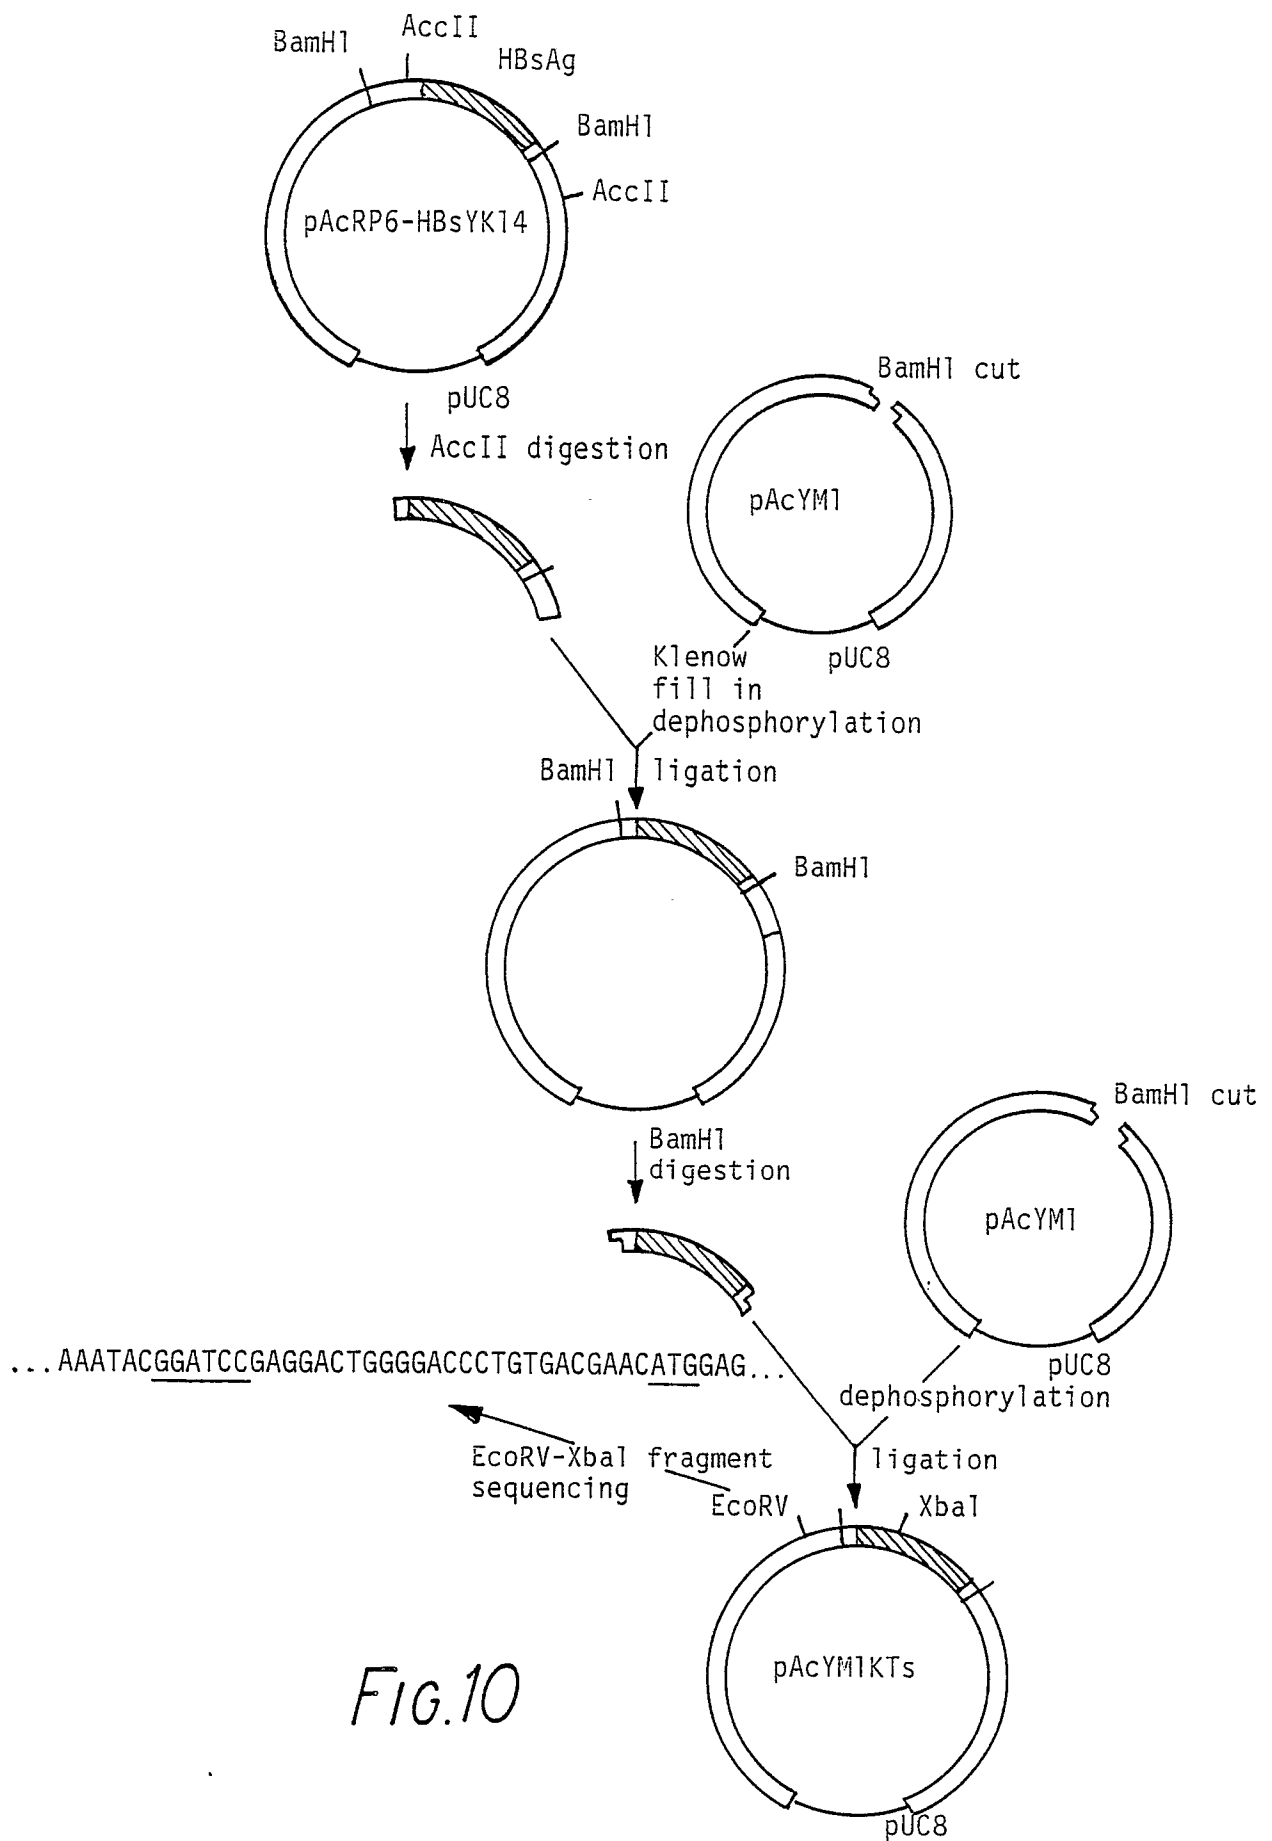 AccII
BamH1
HBsAg
BamH1
AccII
pAcRP6-HBsYK14
pUC8
BamH1 cut
AccII digestion
pAcYM1
Klenow
fill in
dephosphorylation
pUC8
BamH1
ligation
BamH1
BamH1
digestion
BamH1 cut
pAcYM1
pUC8
...AAATACGGATCCGAGGACTGGGGACCCTGTGACGAACATGGAG...
dephosphorylation
EcoRV-Xba1 fragment
sequencing
ligation
EcoRV
Xba1
pAcYM1KTs
FIG.10
pUC8